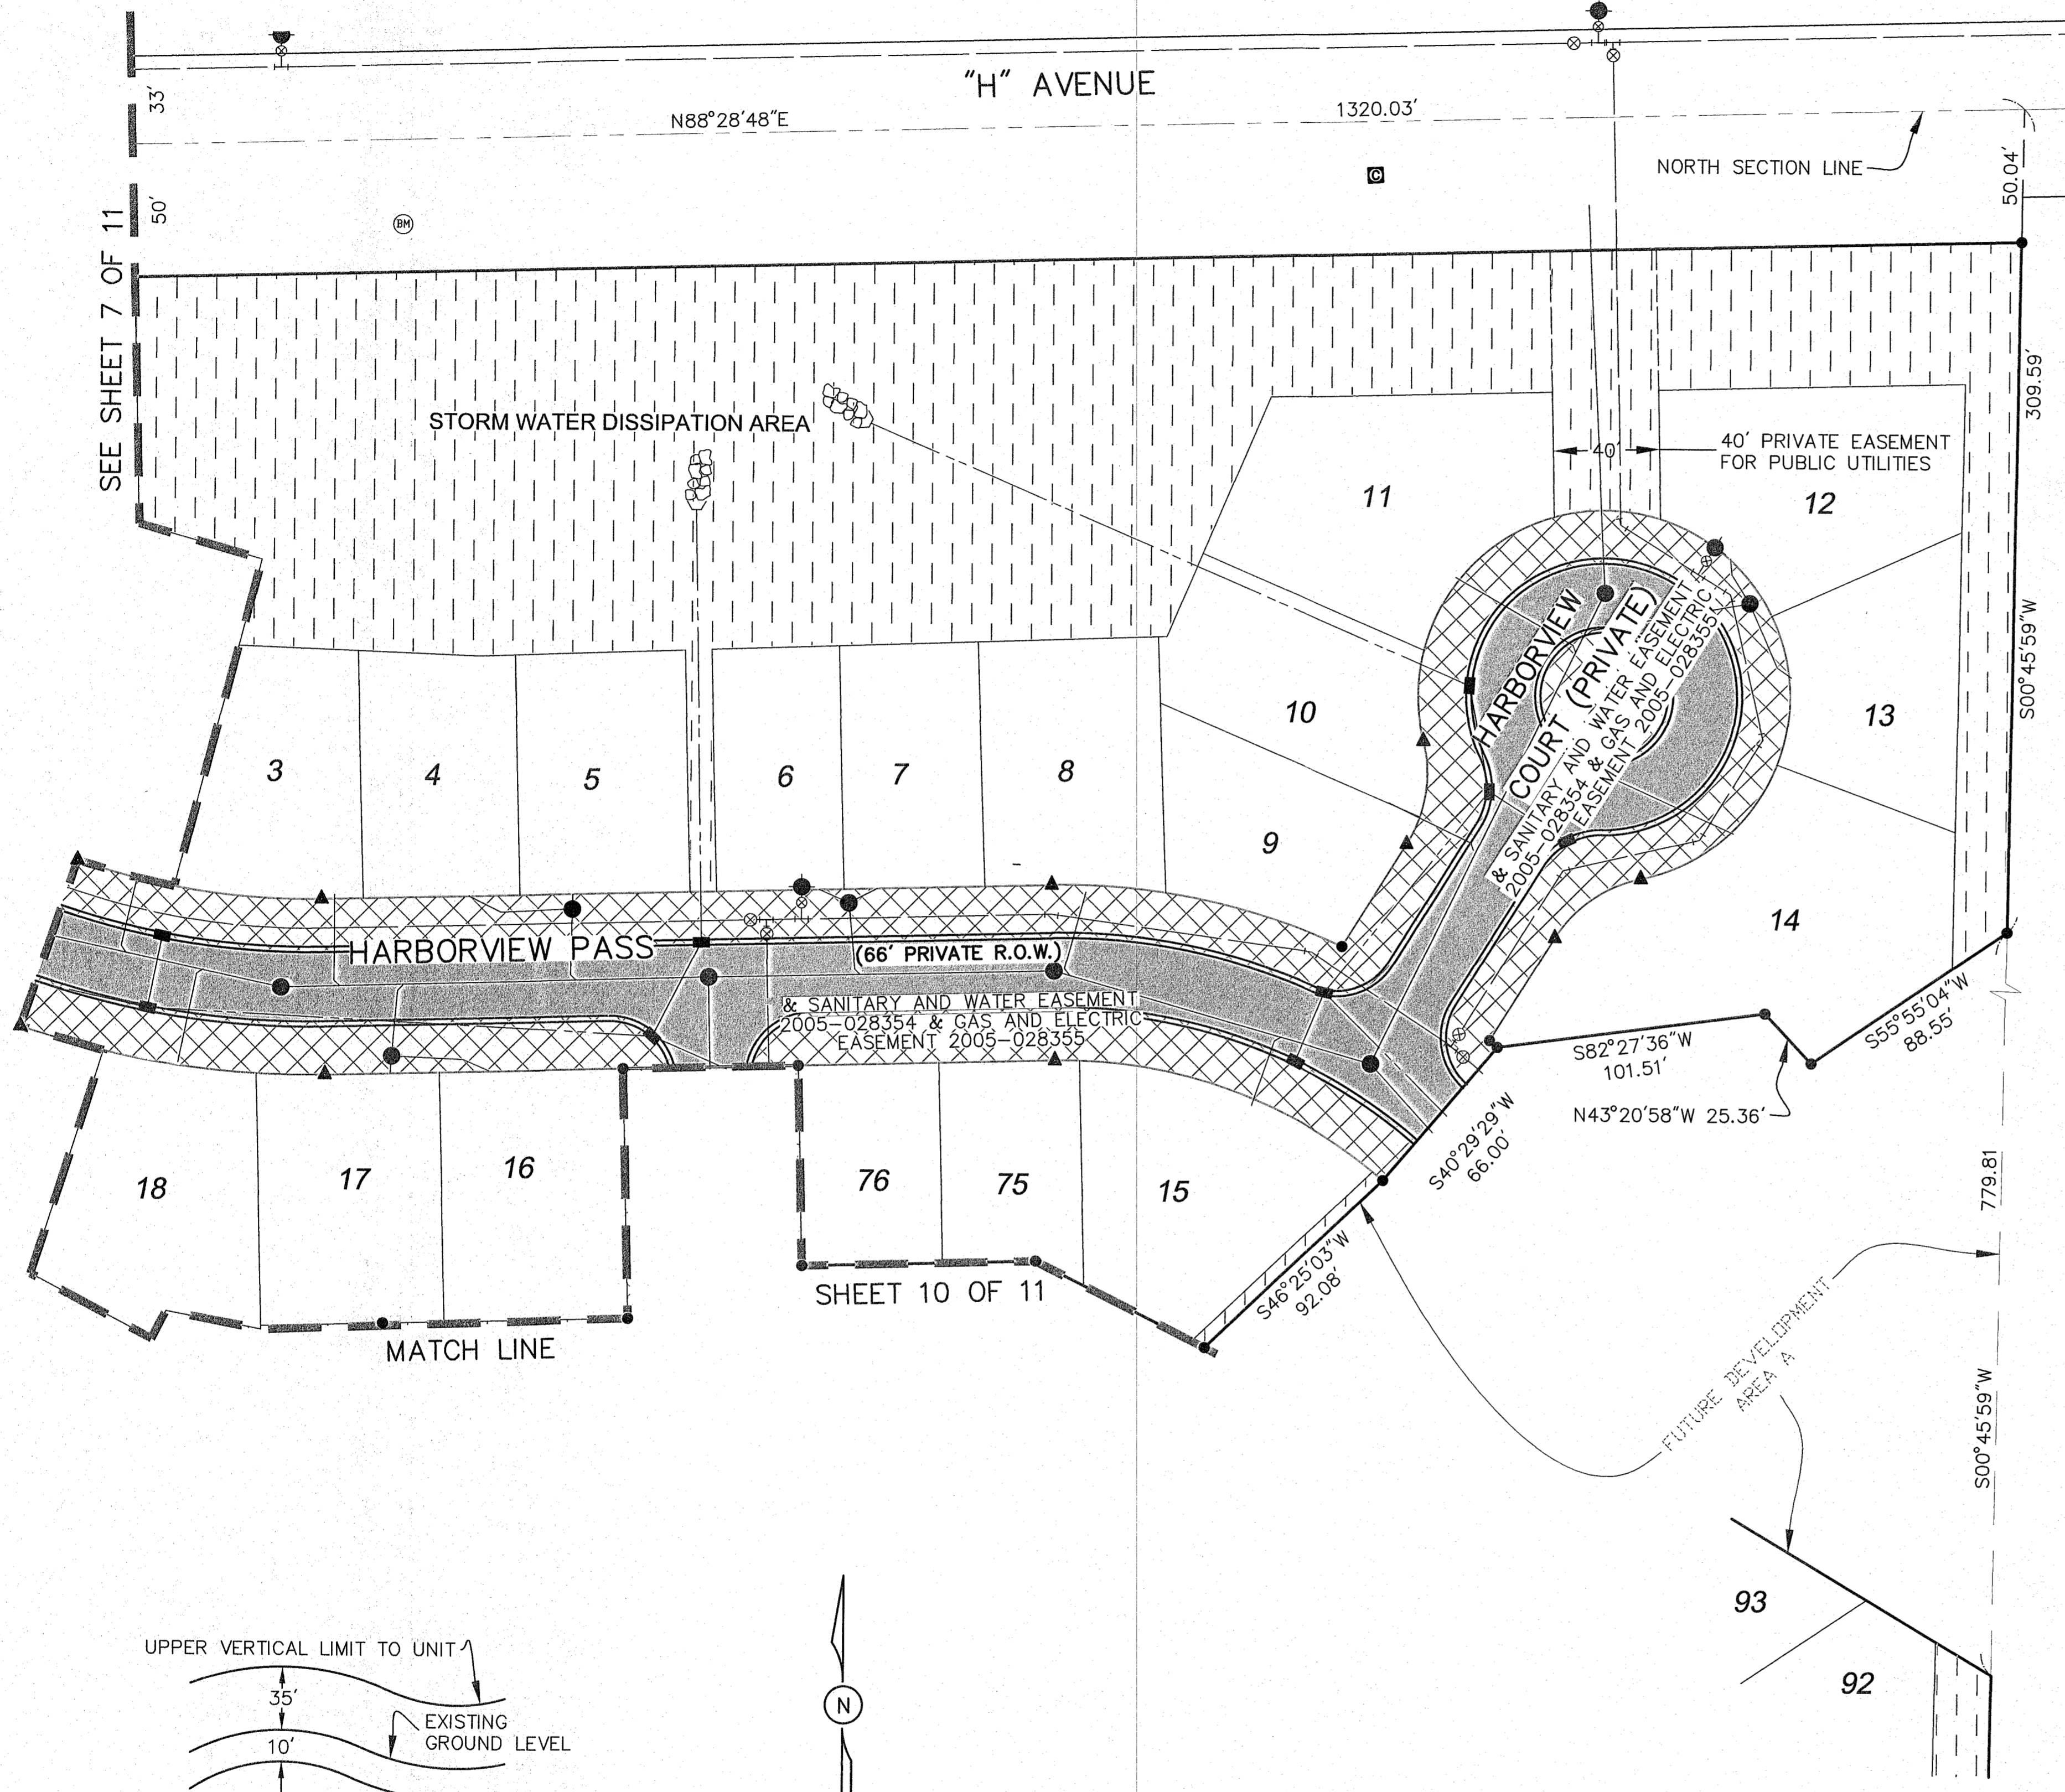 "H" AVENUE
33'
N88°28'48"E
1320.03'
NORTH SECTION LINE
C
50'
BM
50.04'
SEE SHEET 7 OF 11
309.59'
STORM WATER DISSIPATION AREA
40'
40' PRIVATE EASEMENT
FOR PUBLIC UTILITIES
11
12
S00°45'59"W
HARBORVIEW
COURT (PRIVATE)
& SANITARY AND WATER EASEMENT
2005-028354 & GAS AND ELECTRIC
EASEMENT 2005-028355
10
13
3
4
5
6
7
8
9
14
HARBORVIEW PASS
(66' PRIVATE R.O.W.)
& SANITARY AND WATER EASEMENT
2005-028354 & GAS AND ELECTRIC
EASEMENT 2005-028355
S55°55'04"W
88.55'
S82°27'36"W
101.51'
N43°20'58"W 25.36'
S40°29'29"W
66.00'
18
17
16
76
75
15
779.81
S46°25'03"W
92.08'
SHEET 10 OF 11
MATCH LINE
FUTURE DEVELOPMENT
AREA A
S00°45'59"W
93
92
UPPER VERTICAL LIMIT TO UNIT
35'
EXISTING
GROUND LEVEL
10'
N